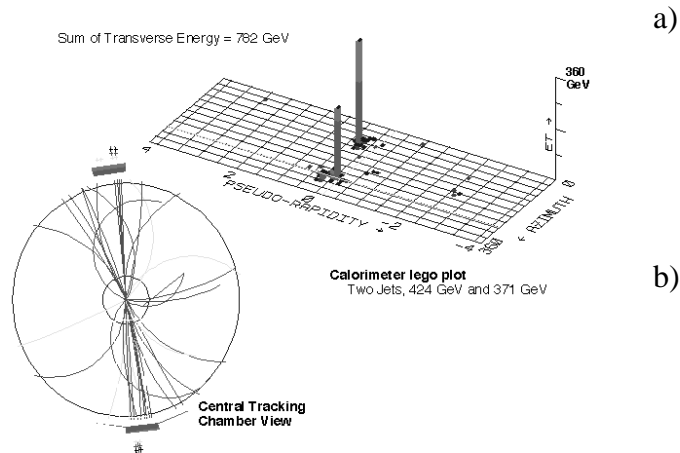 a)
Sum of Transverse Energy = 782 GeV
360
GeV
ET →
4
2
0
-2
-4
PSEUDO-RAPIDITY
360
← AZIMUTH
0
Calorimeter lego plot
Two Jets, 424 GeV and 371 GeV
b)
Central Tracking
Chamber View